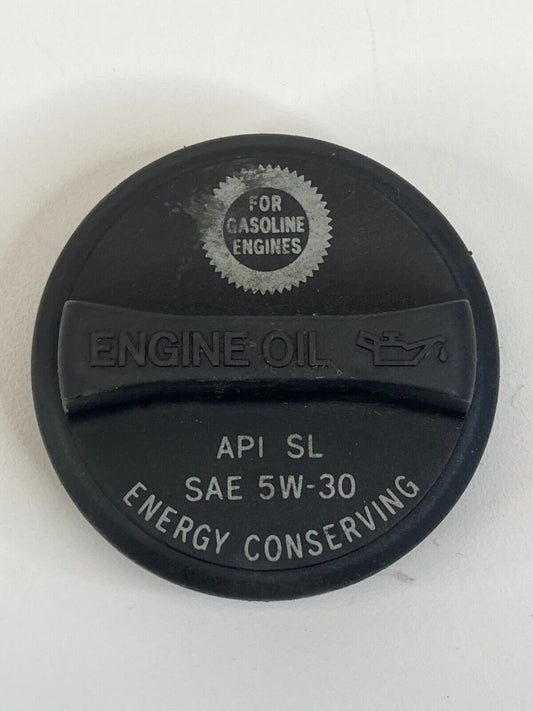 FOR
GASOLINE
ENGINES
ENGINE OIL
API SL
SAE 5W-30
ENERGY CONSERVING